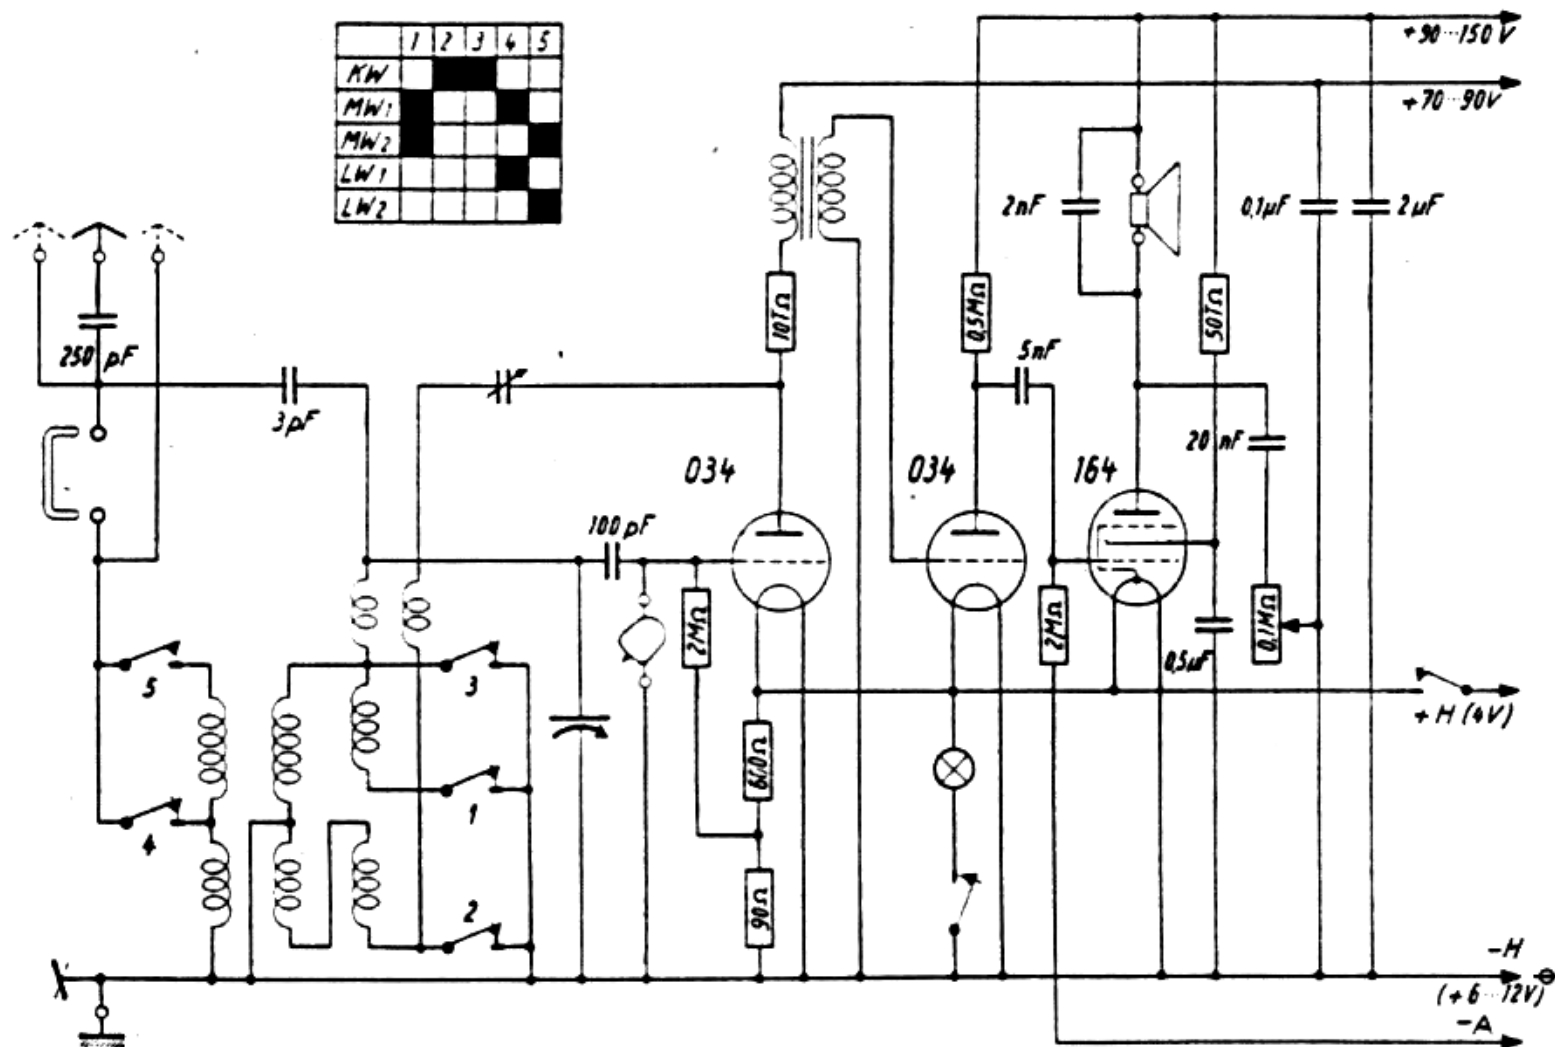 1 2 3 4 5
KW
MW1
MW2
LW1
LW2
+90...150V
+70...90V
2nF
0,1µF
2µF
10TΩ
0,5MΩ
50TΩ
250 pF
5nF
3pF
20 nF
034
034
164
100 pF
2MΩ
2MΩ
0,1MΩ
0,5µF
5
3
+H (4V)
600Ω
1
4
2
90Ω
-H
(+6...12V)
-A